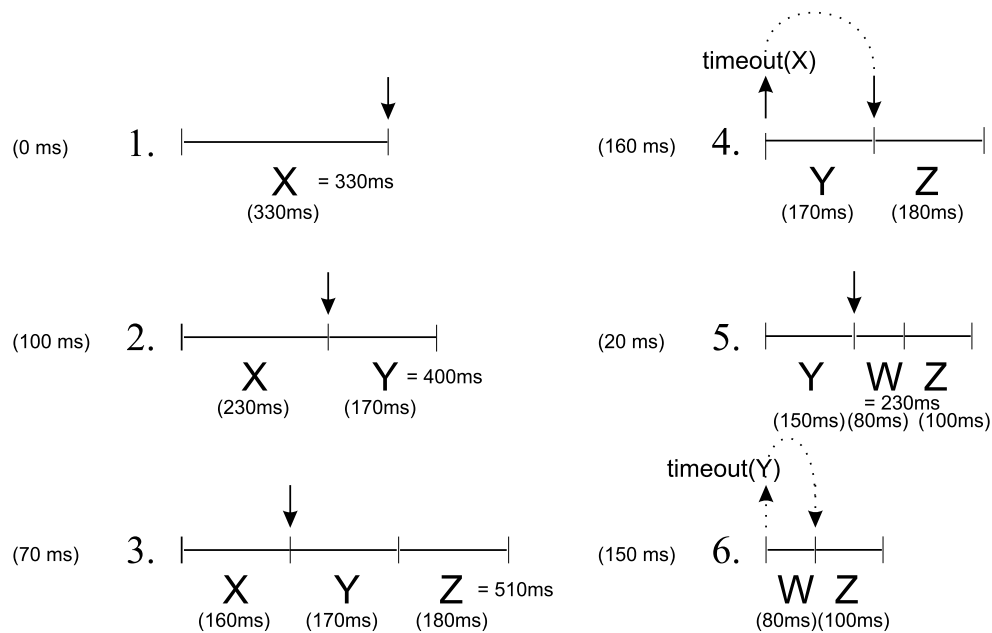 (0 ms) 1.
X = 330ms
(330ms)
(100 ms) 2.
X Y = 400ms
(230ms) (170ms)
(70 ms) 3.
X Y Z = 510ms
(160ms) (170ms) (180ms)
timeout(X)
(160 ms) 4.
Y Z
(170ms) (180ms)
(20 ms) 5.
Y W Z
= 230ms
(150ms) (80ms) (100ms)
timeout(Y)
(150 ms) 6.
W Z
(80ms) (100ms)